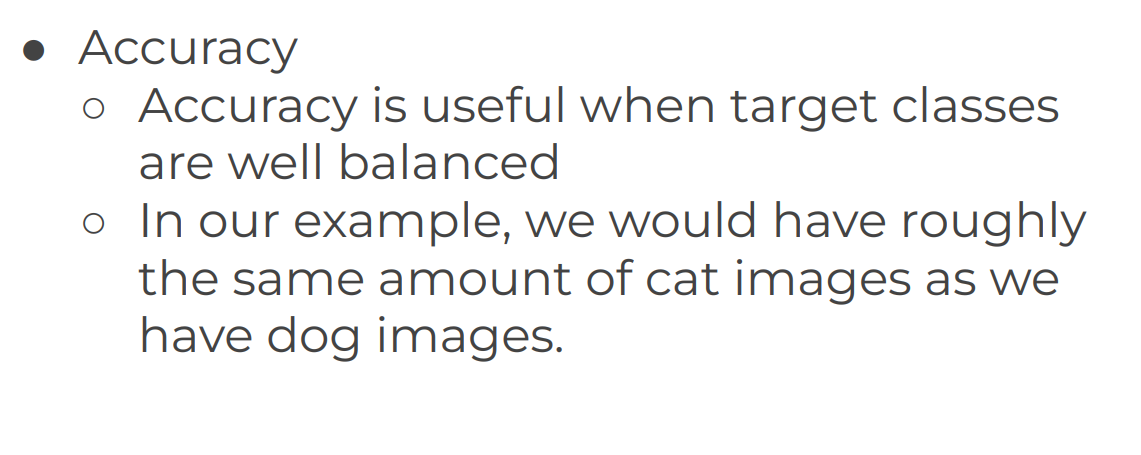 ● Accuracy
○ Accuracy is useful when target classes
are well balanced
○ In our example, we would have roughly
the same amount of cat images as we
have dog images.